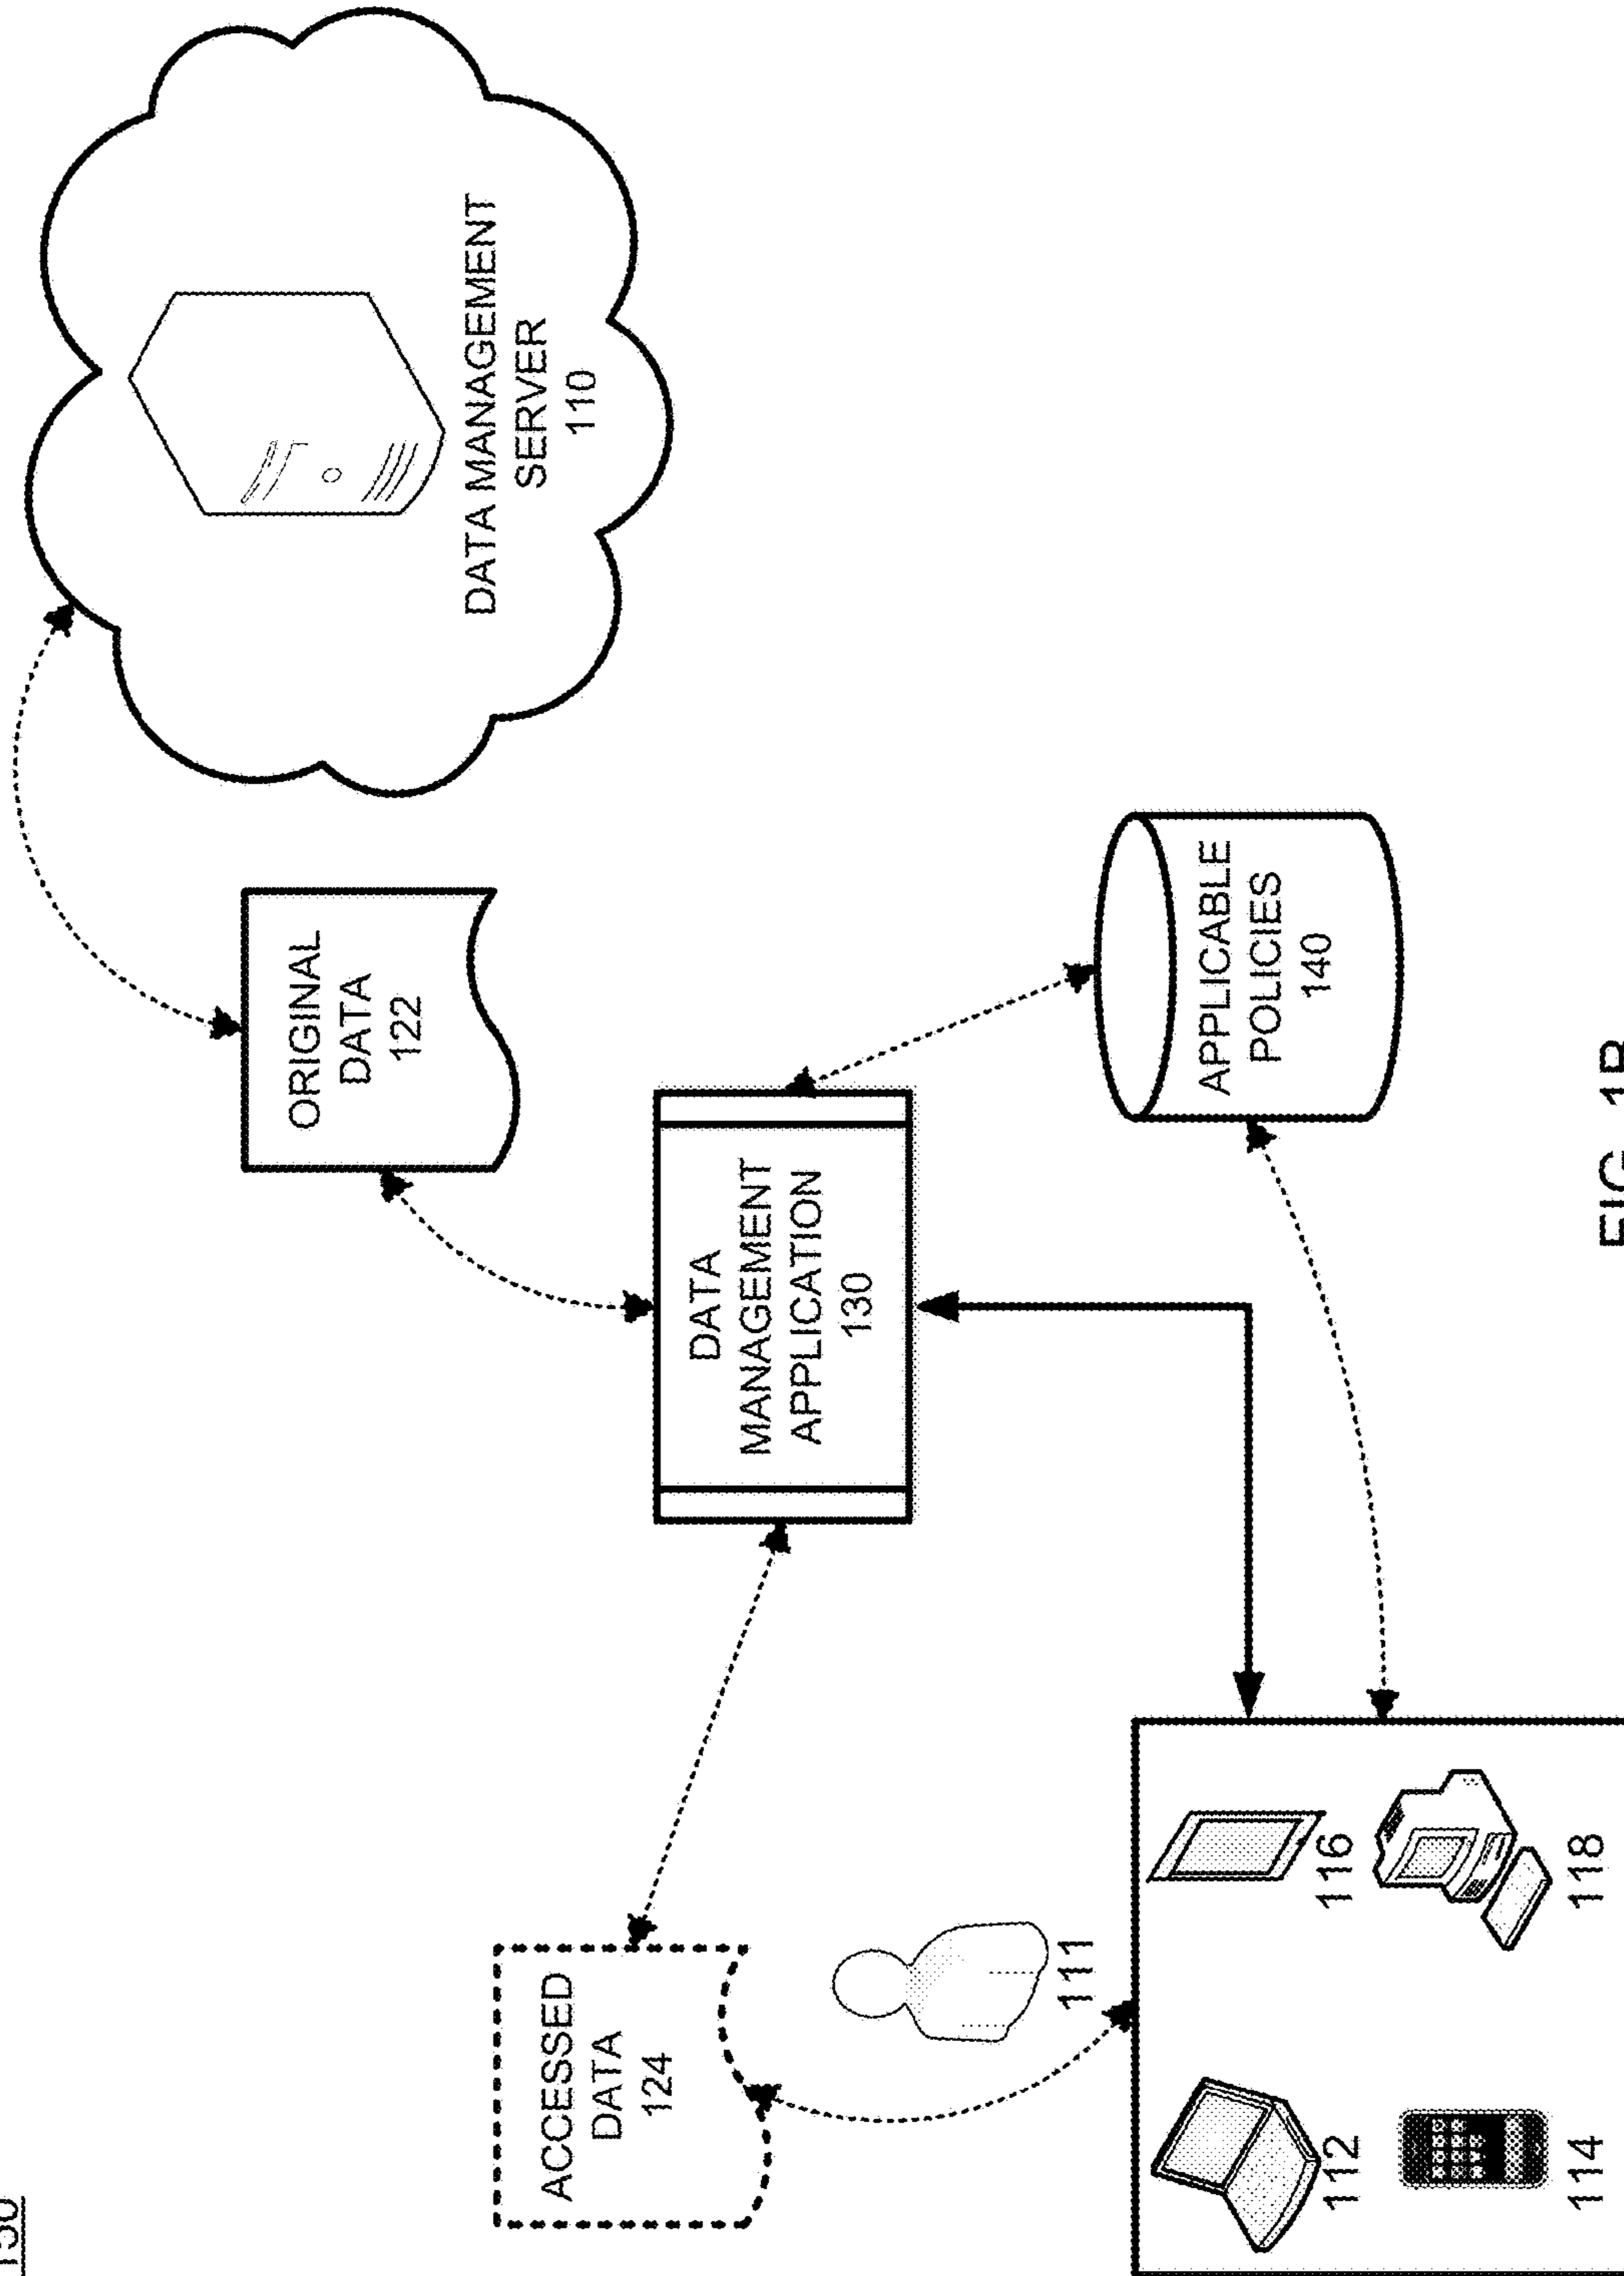 150
ORIGINAL
DATA
122
DATA MANAGEMENT
SERVER
110
ACCESSED
DATA
124
DATA
MANAGEMENT
APPLICATION
130
111
APPLICABLE
POLICIES
140
112
116
114
118
FIG. 1B